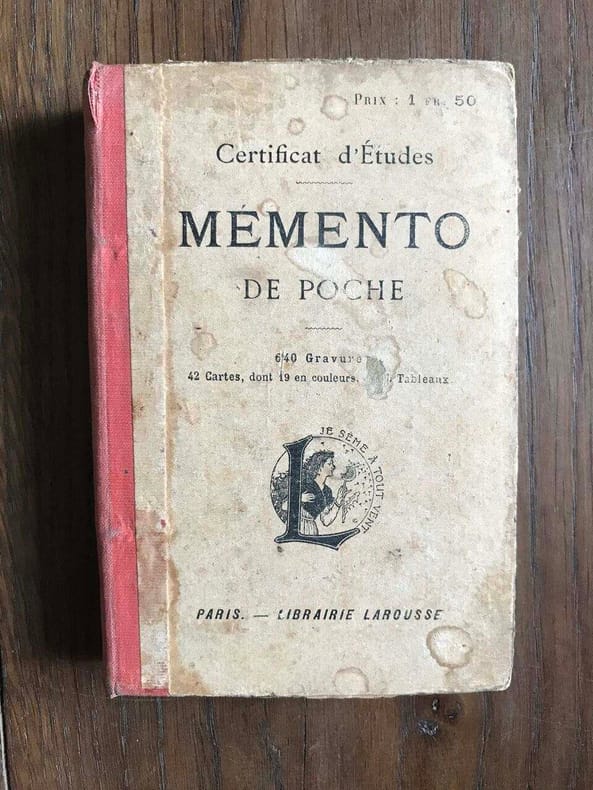 PRIX : 1 FR. 50
Certificat d'Études
MÉMENTO
DE POCHE
640 Gravure
42 Cartes, dont 19 en couleurs. Tableaux
JE SÈME À TOUT VENT
L
PARIS. — LIBRAIRIE LAROUSSE